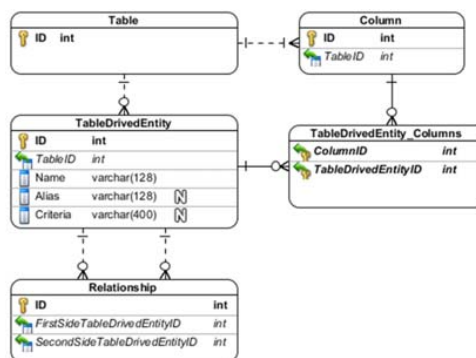 Table
ID int
Column
ID int
TableID int
TableDrivedEntity
ID int
TableID int
Name varchar(128)
Alias varchar(128) N
Criteria varchar(400) N
TableDrivedEntity_Columns
ColumnID int
TableDrivedEntityID int
Relationship
ID int
FirstSideTableDrivedEntityID int
SecondSideTableDrivedEntityID int